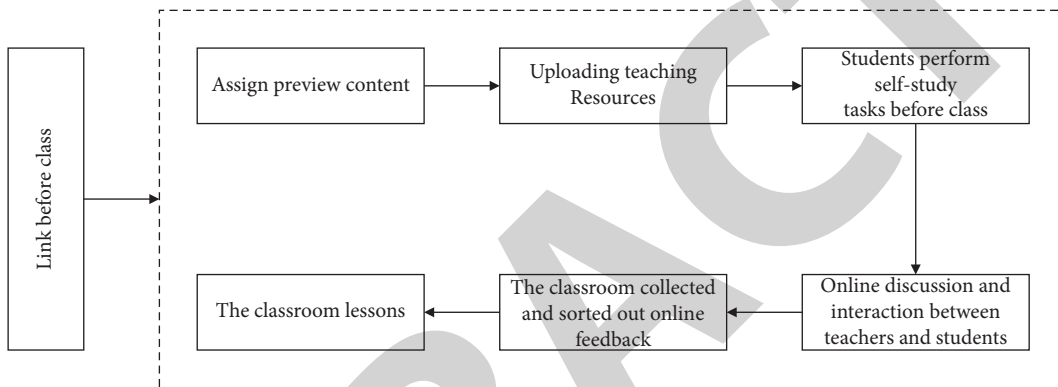 Link before class
Assign preview content
Uploading teaching
Resources
Students perform
self-study
tasks before class
Online discussion and
interaction between
teachers and students
The classroom collected
and sorted out online
feedback
The classroom lessons